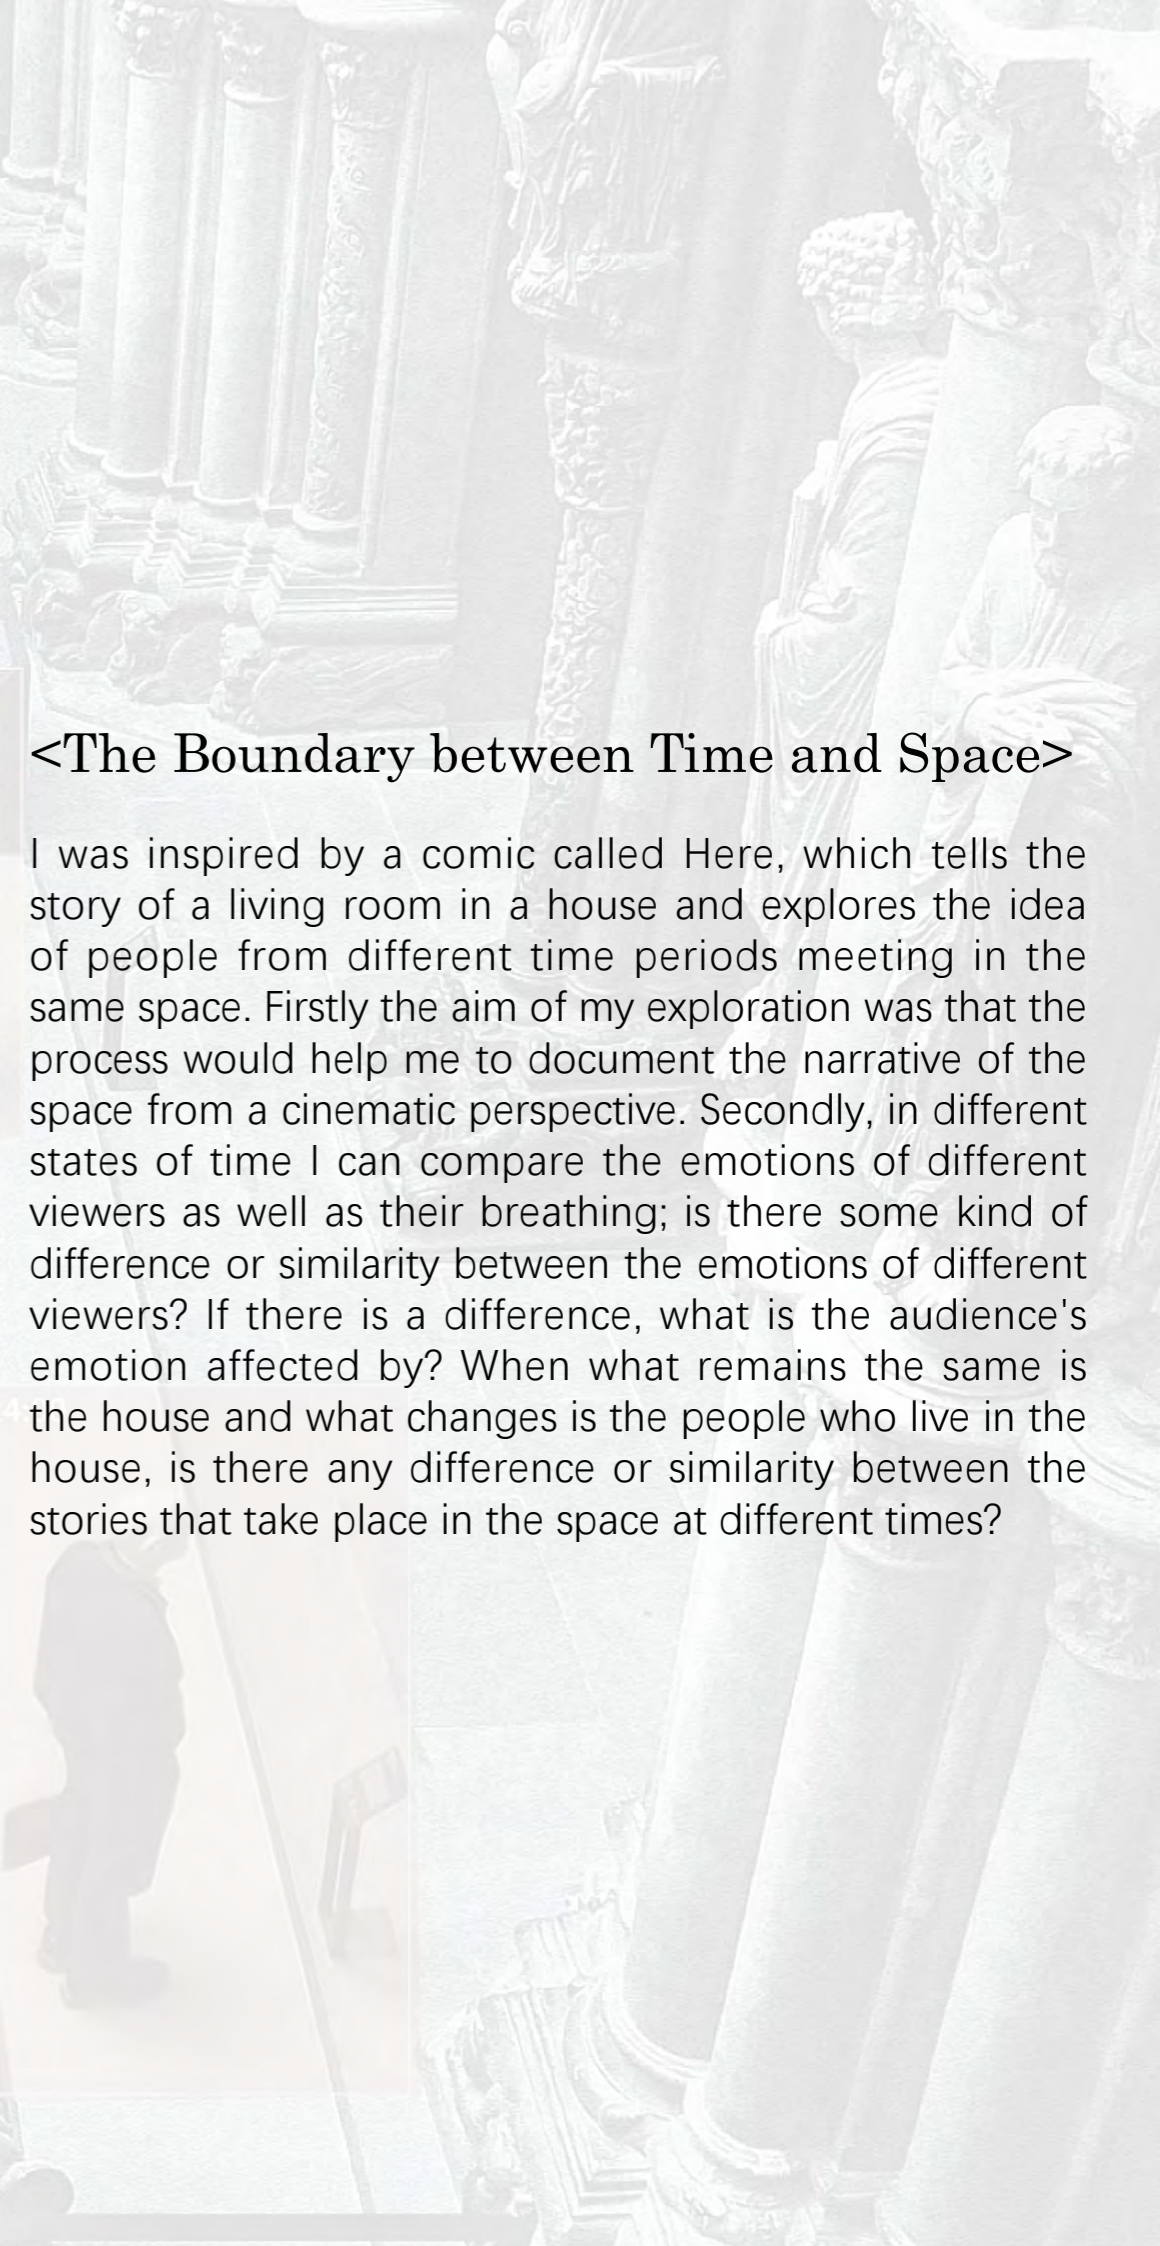 <The Boundary between Time and Space>
I was inspired by a comic called Here, which tells the
story of a living room in a house and explores the idea
of people from different time periods meeting in the
same space. Firstly the aim of my exploration was that the
process would help me to document the narrative of the
space from a cinematic perspective. Secondly, in different
states of time I can compare the emotions of different
viewers as well as their breathing; is there some kind of
difference or similarity between the emotions of different
viewers? If there is a difference, what is the audience's
emotion affected by? When what remains the same is
the house and what changes is the people who live in the
house, is there any difference or similarity between the
stories that take place in the space at different times?